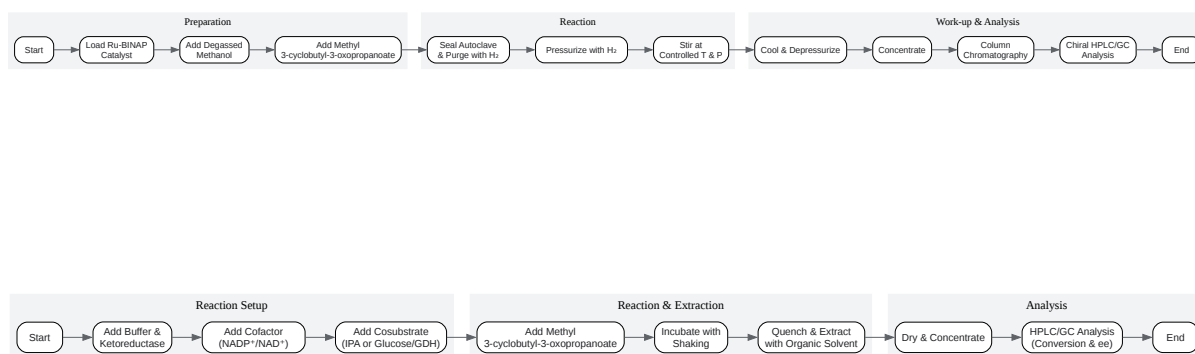 Preparation
Reaction
Work-up & Analysis
Start
Load Ru-BINAP
Catalyst
Add Degassed
Methanol
Add Methyl
3-cyclobutyl-3-oxopropanoate
Seal Autoclave
& Purge with H₂
Pressurize with H₂
Stir at
Controlled T & P
Cool & Depressurize
Concentrate
Column
Chromatography
Chiral HPLC/GC
Analysis
End
Reaction Setup
Reaction & Extraction
Analysis
Start
Add Buffer &
Ketoreductase
Add Cofactor
(NADP⁺/NAD⁺)
Add Cosubstrate
(IPA or Glucose/GDH)
Add Methyl
3-cyclobutyl-3-oxopropanoate
Incubate with
Shaking
Quench & Extract
with Organic Solvent
Dry & Concentrate
HPLC/GC Analysis
(Conversion & ee)
End